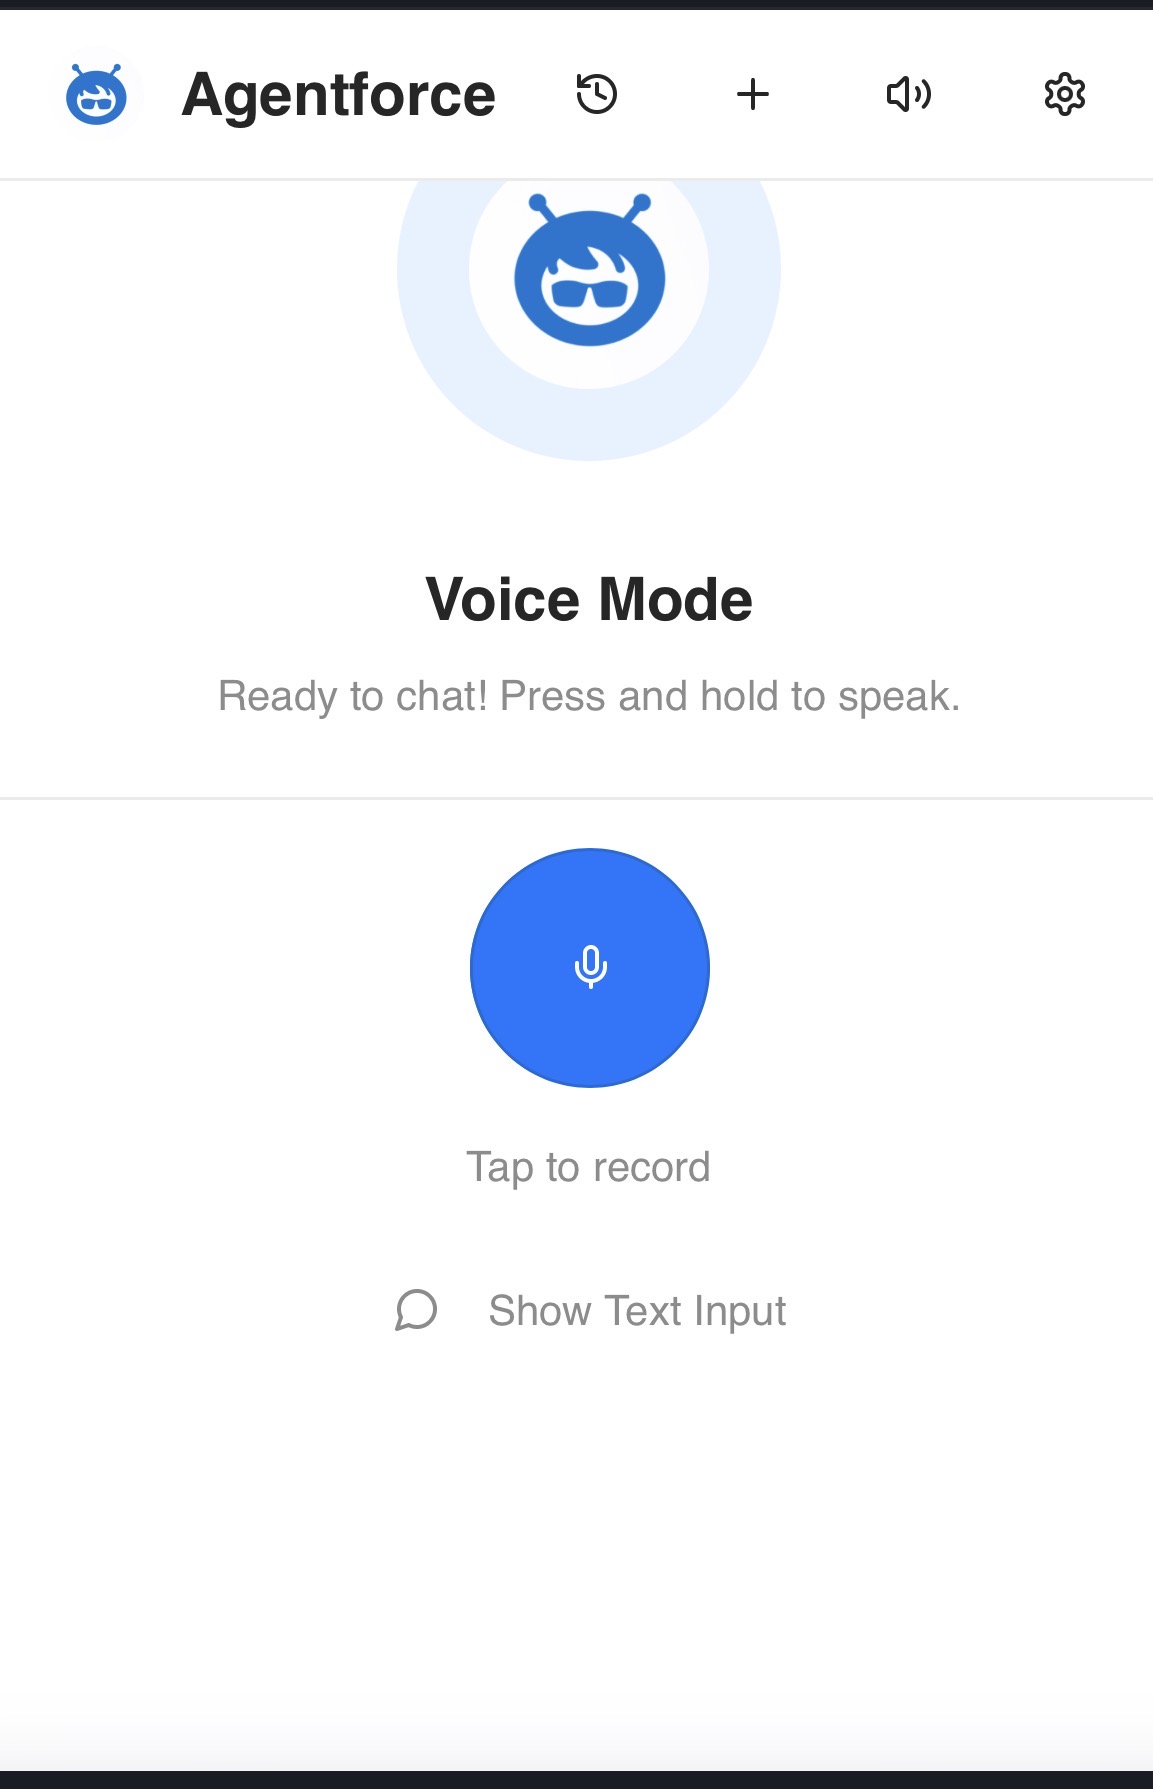 Agentforce
Voice Mode
Ready to chat! Press and hold to speak.
Tap to record
Show Text Input